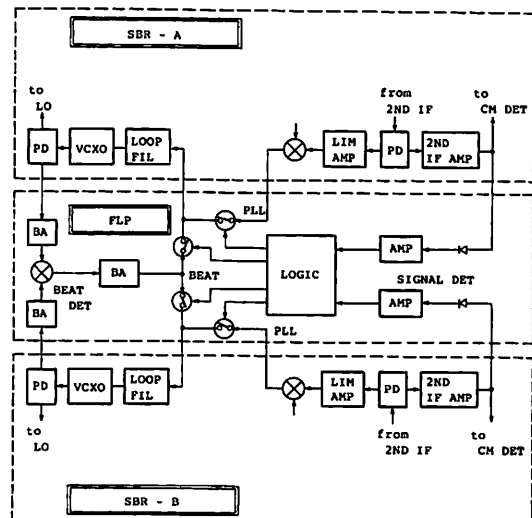 SBR - A
to
LO
from
2ND IF
to
CM DET
PD
VCXO
LOOP
FIL
LIM
AMP
PD
2ND
IF AMP
FLP
PLL
BA
BA
BEAT
LOGIC
AMP
BEAT
DET
SIGNAL DET
AMP
BA
PLL
PD
VCXO
LOOP
FIL
LIM
AMP
PD
2ND
IF AMP
to
LO
from
2ND IF
to
CM DET
SBR - B